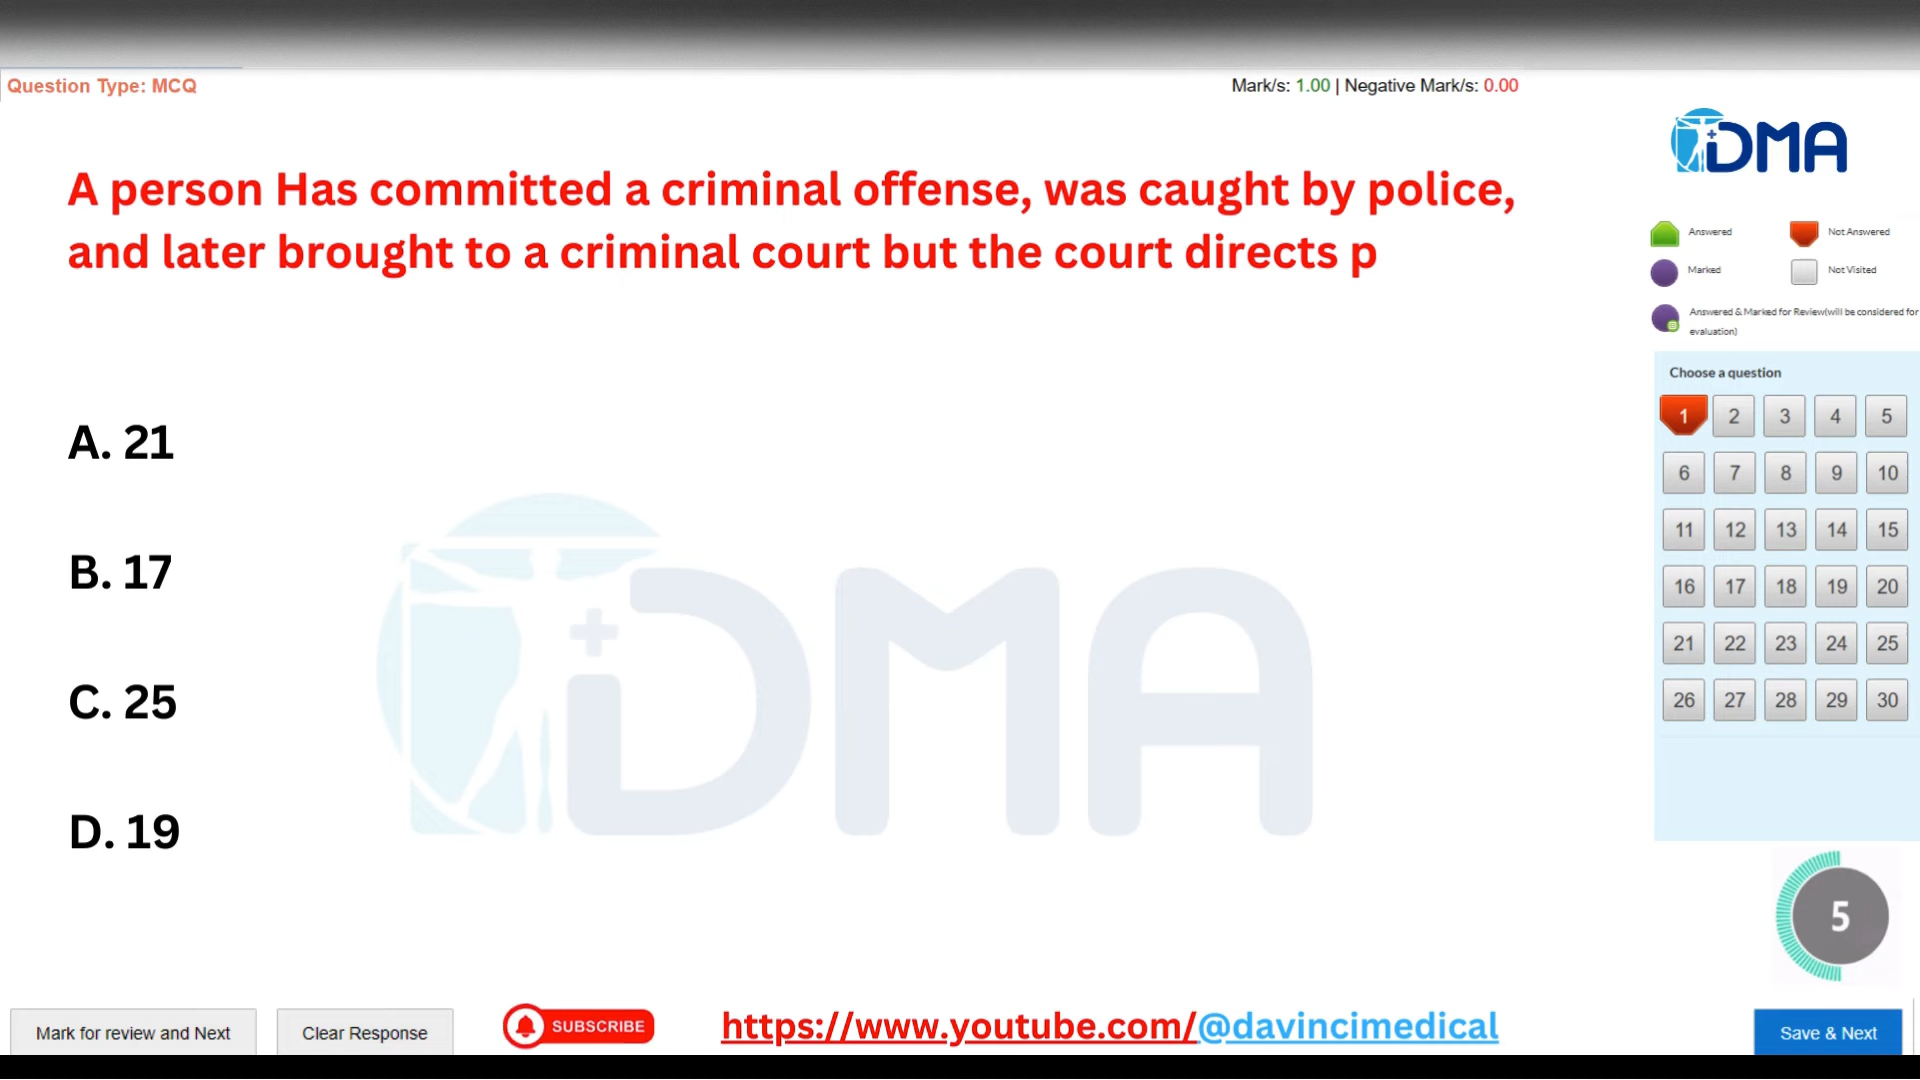 Question Type: MCQ
Mark/s: 1.00 | Negative Mark/s: 0.00
DMA
A person Has committed a criminal offense, was caught by police,
and later brought to a criminal court but the court directs p
Answered
Not Answered
Marked
Not Visited
Answered & Marked for Review(will be considered for
evaluation)
Choose a question
1 2 3 4 5
6 7 8 9 10
11 12 13 14 15
16 17 18 19 20
21 22 23 24 25
26 27 28 29 30
A. 21
B. 17
C. 25
D. 19
DMA
5
Mark for review and Next
Clear Response
SUBSCRIBE
https://www.youtube.com/@davincimedical
Save & Next